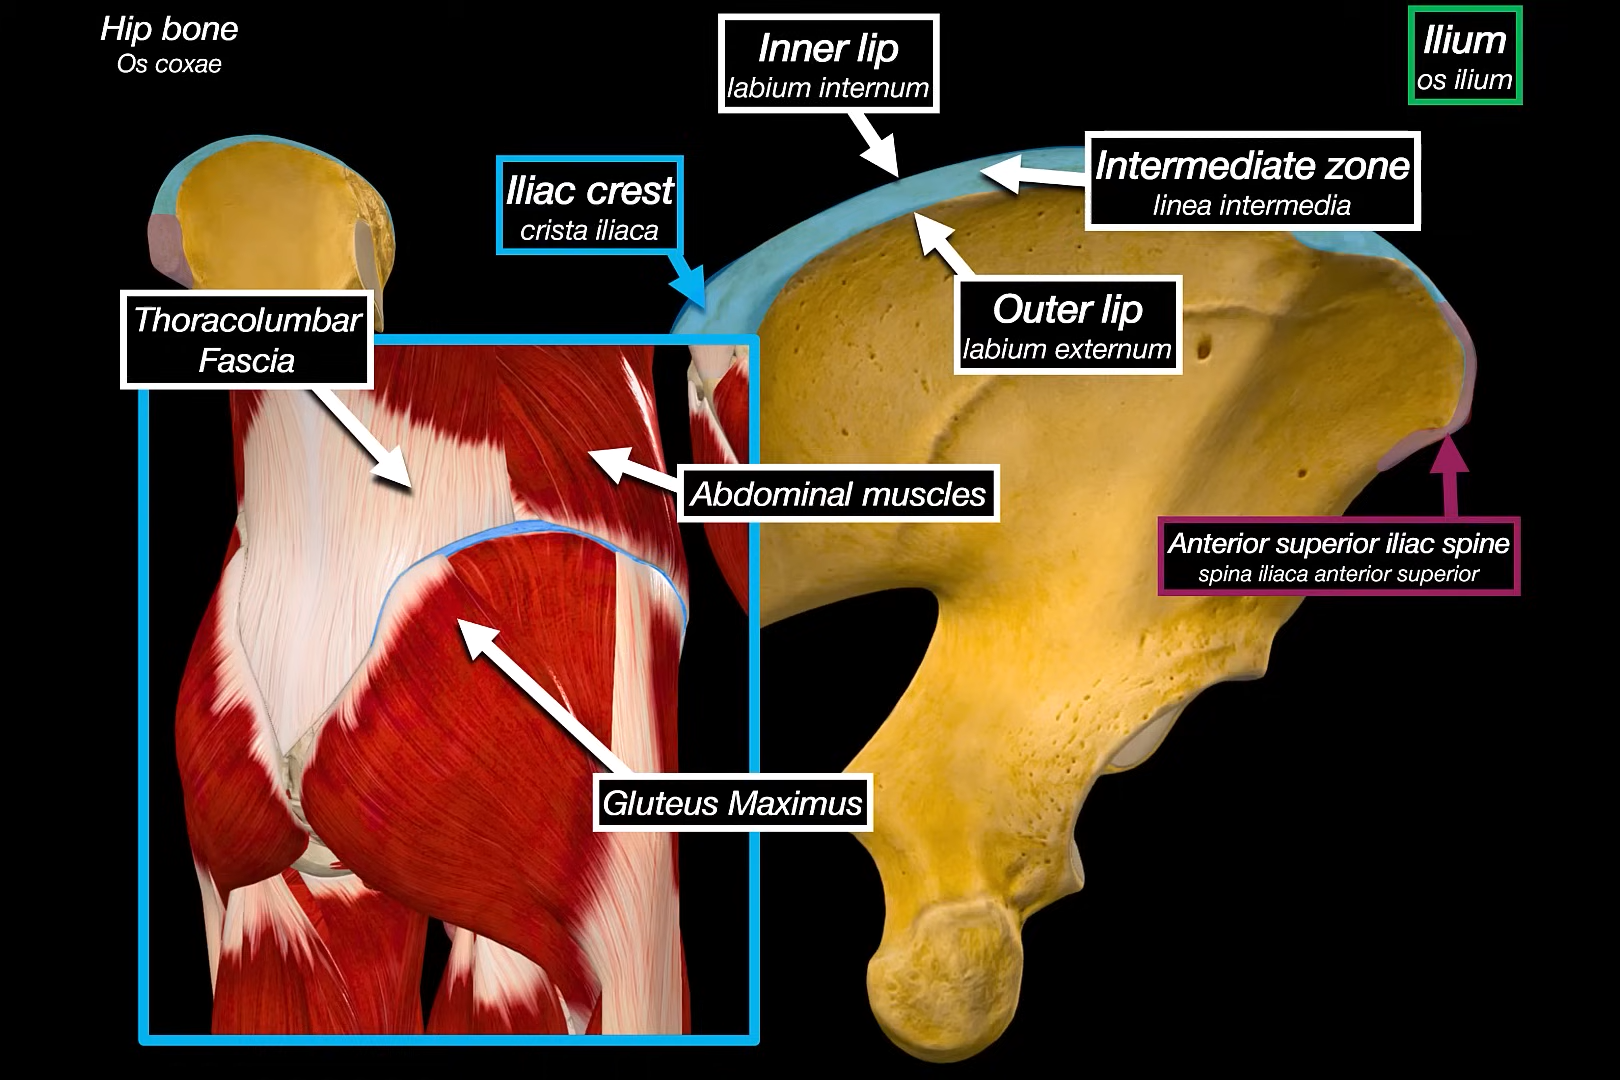 Hip bone
Os coxae
Inner lip
labium internum
Ilium
os ilium
Iliac crest
crista iliaca
Intermediate zone
linea intermedia
Outer lip
labium externum
Thoracolumbar
Fascia
Abdominal muscles
Anterior superior iliac spine
spina iliaca anterior superior
Gluteus Maximus